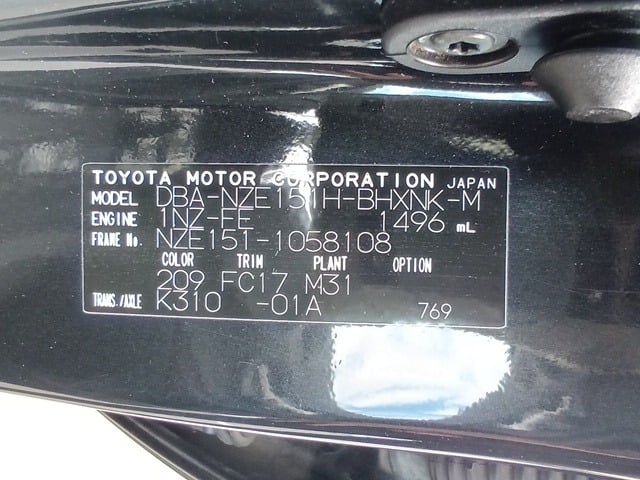 TOYOTA MOTOR CORPORATION JAPAN
MODEL DBA-NZE151H-BHXNK-M
ENGINE 1NZ-FE 1496 mL
FRAME No. NZE151-1058108
COLOR TRIM PLANT OPTION
209 FC17 M31
TRANS./AXLE K310 -01A 769